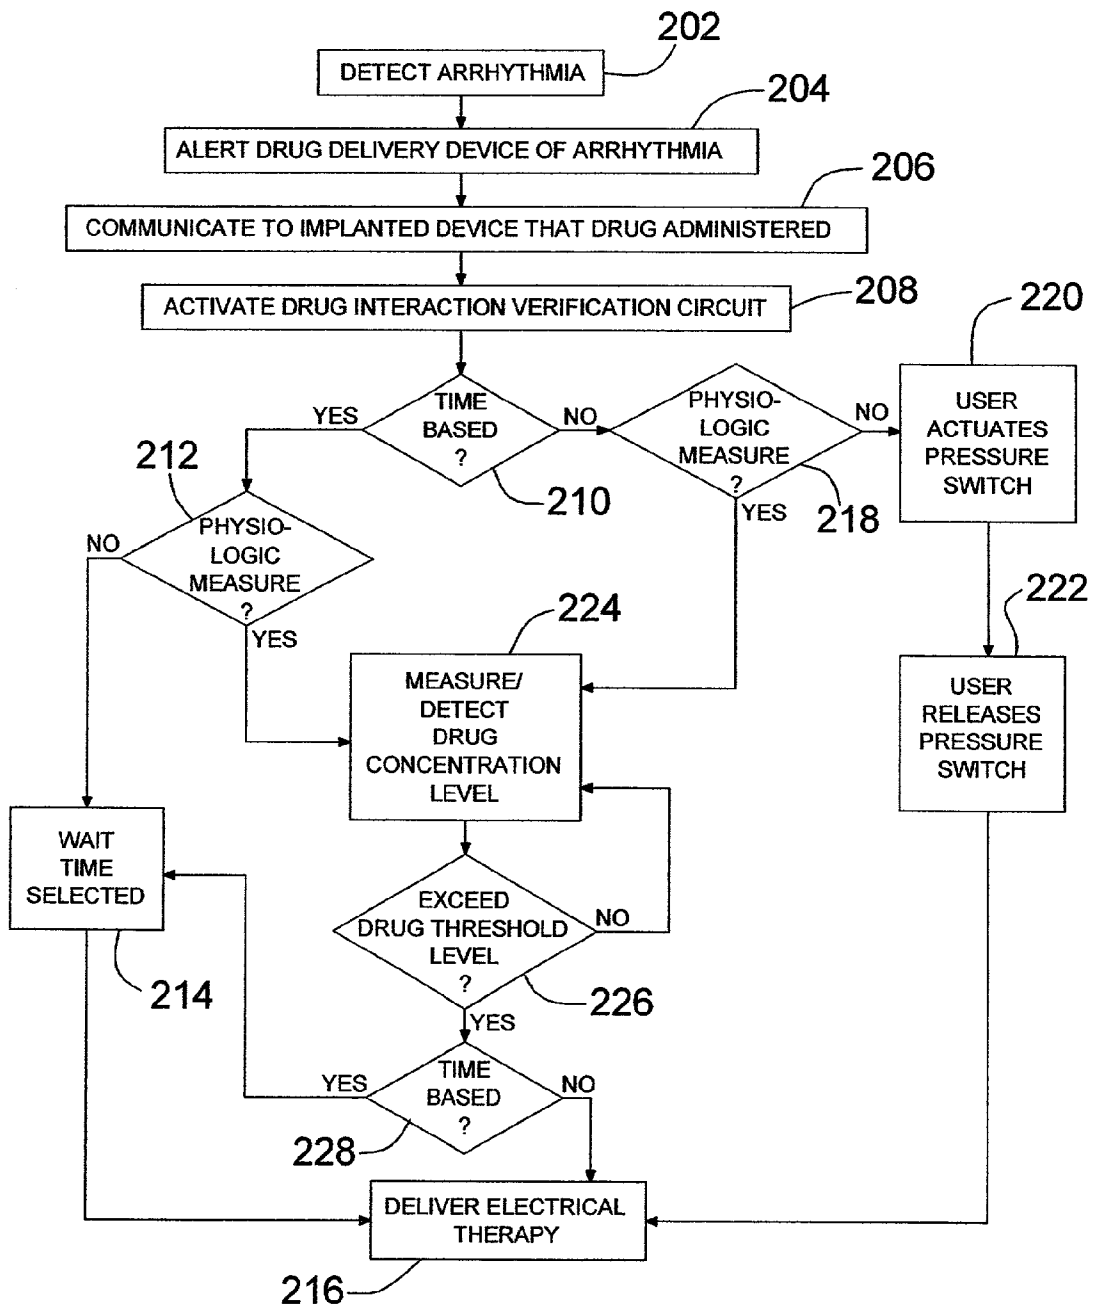 202
DETECT ARRHYTHMIA
204
ALERT DRUG DELIVERY DEVICE OF ARRHYTHMIA
206
COMMUNICATE TO IMPLANTED DEVICE THAT DRUG ADMINISTERED
208
ACTIVATE DRUG INTERACTION VERIFICATION CIRCUIT
220
YES
TIME
BASED
?
NO
210
PHYSIO-
LOGIC
MEASURE
?
NO
YES
218
USER
ACTUATES
PRESSURE
SWITCH
212
NO
PHYSIO-
LOGIC
MEASURE
?
YES
224
MEASURE/
DETECT
DRUG
CONCENTRATION
LEVEL
222
USER
RELEASES
PRESSURE
SWITCH
WAIT
TIME
SELECTED
214
EXCEED
DRUG THRESHOLD
LEVEL
?
NO
226
YES
YES
TIME
BASED
?
NO
228
DELIVER ELECTRICAL
THERAPY
216